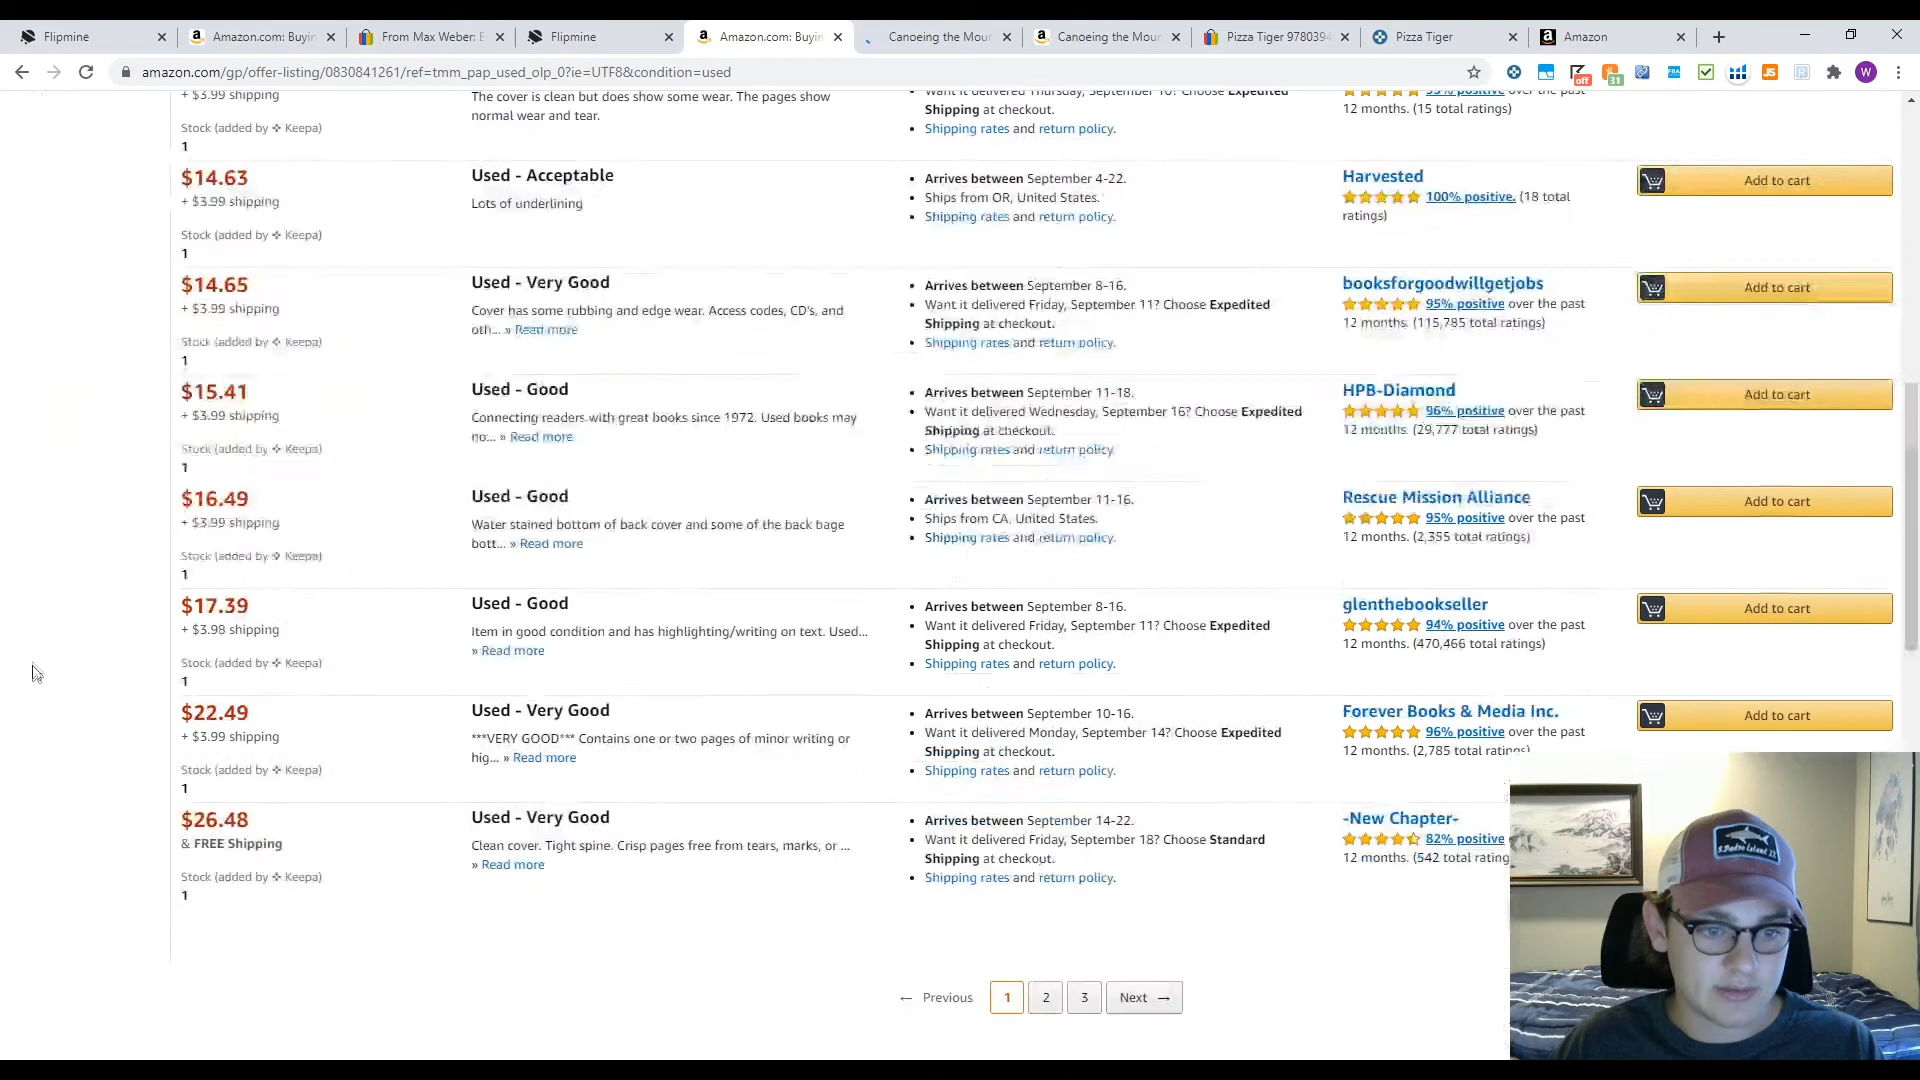 Flipmine
Amazon.com: Buyin
From Max Weber: E
Flipmine
Amazon.com: Buyin
Canoeing the Moun
Canoeing the Moun
Pizza Tiger 9780394
Pizza Tiger
Amazon
amazon.com/gp/offer-listing/0830841261/ref=tmm_pap_used_olp_0?ie=UTF8&condition=used
off
31
FBA
JS
W
+ $3.99 shipping
Stock (added by Keepa)
1
The cover is clean but does show some wear. The pages show
normal wear and tear.
Want it delivered Thursday, September 10? Choose Expedited
Shipping at checkout.
Shipping rates and return policy.
positive over the past
12 months. (15 total ratings)
$14.63
+ $3.99 shipping
Stock (added by Keepa)
1
Used - Acceptable
Lots of underlining
Arrives between September 4-22.
Ships from OR, United States.
Shipping rates and return policy.
Harvested
100% positive. (18 total
ratings)
Add to cart
$14.65
+ $3.99 shipping
Stock (added by Keepa)
1
Used - Very Good
Cover has some rubbing and edge wear. Access codes, CD's, and
oth... » Read more
Arrives between September 8-16.
Want it delivered Friday, September 11? Choose Expedited
Shipping at checkout.
Shipping rates and return policy.
booksforgoodwillgetjobs
95% positive over the past
12 months. (115,785 total ratings)
Add to cart
$15.41
+ $3.99 shipping
Stock (added by Keepa)
1
Used - Good
Connecting readers with great books since 1972. Used books may
no... » Read more
Arrives between September 11-18.
Want it delivered Wednesday, September 16? Choose Expedited
Shipping at checkout.
Shipping rates and return policy.
HPB-Diamond
96% positive over the past
12 months. (29,777 total ratings)
Add to cart
$16.49
+ $3.99 shipping
Stock (added by Keepa)
1
Used - Good
Water stained bottom of back cover and some of the back bage
bott... » Read more
Arrives between September 11-16.
Ships from CA, United States.
Shipping rates and return policy.
Rescue Mission Alliance
95% positive over the past
12 months. (2,355 total ratings)
Add to cart
$17.39
+ $3.98 shipping
Stock (added by Keepa)
1
Used - Good
Item in good condition and has highlighting/writing on text. Used...
» Read more
Arrives between September 8-16.
Want it delivered Friday, September 11? Choose Expedited
Shipping at checkout.
Shipping rates and return policy.
glenthebookseller
94% positive over the past
12 months. (470,466 total ratings)
Add to cart
$22.49
+ $3.99 shipping
Stock (added by Keepa)
1
Used - Very Good
***VERY GOOD*** Contains one or two pages of minor writing or
hig... » Read more
Arrives between September 10-16.
Want it delivered Monday, September 14? Choose Expedited
Shipping at checkout.
Shipping rates and return policy.
Forever Books & Media Inc.
96% positive over the past
12 months. (2,785 total ratings)
Add to cart
$26.48
& FREE Shipping
Stock (added by Keepa)
1
Used - Very Good
Clean cover. Tight spine. Crisp pages free from tears, marks, or ...
» Read more
Arrives between September 14-22.
Want it delivered Friday, September 18? Choose Standard
Shipping at checkout.
Shipping rates and return policy.
-New Chapter-
82% positive
12 months. (542 total rating
← Previous
1
2
3
Next →